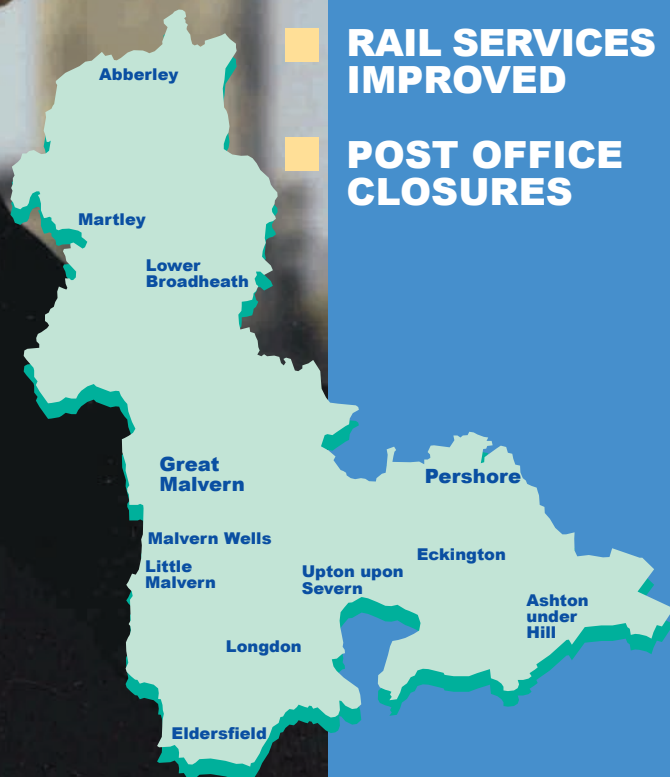 RAIL SERVICES
IMPROVED
POST OFFICE
CLOSURES
Abberley
Martley
Lower
Broadheath
Great
Malvern
Pershore
Malvern Wells
Little
Malvern
Upton upon
Severn
Eckington
Ashton
under
Hill
Longdon
Eldersfield